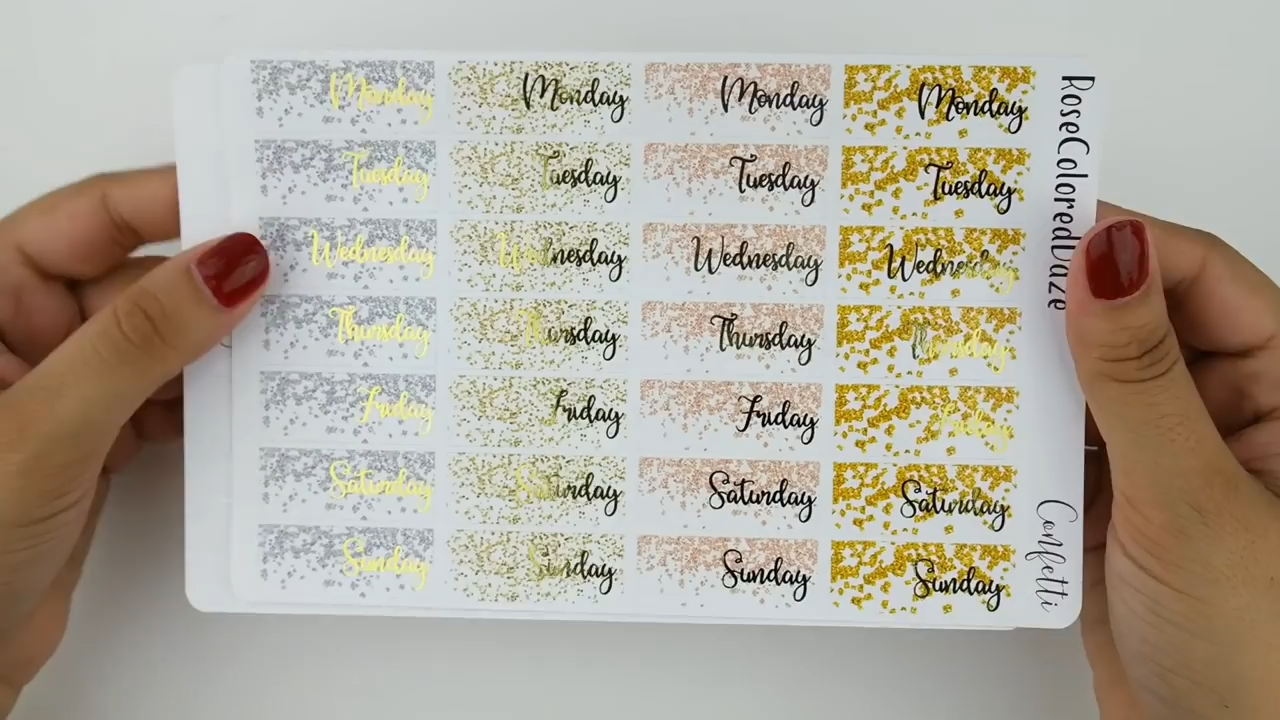 Monday Monday Monday Monday
Tuesday Tuesday Tuesday Tuesday
Wednesday Wednesday Wednesday Wednesday
Thursday Thursday Thursday Thursday
Friday Friday Friday Friday
Saturday Saturday Saturday Saturday
Sunday Sunday Sunday Sunday
RoseColoredDaze
Confetti